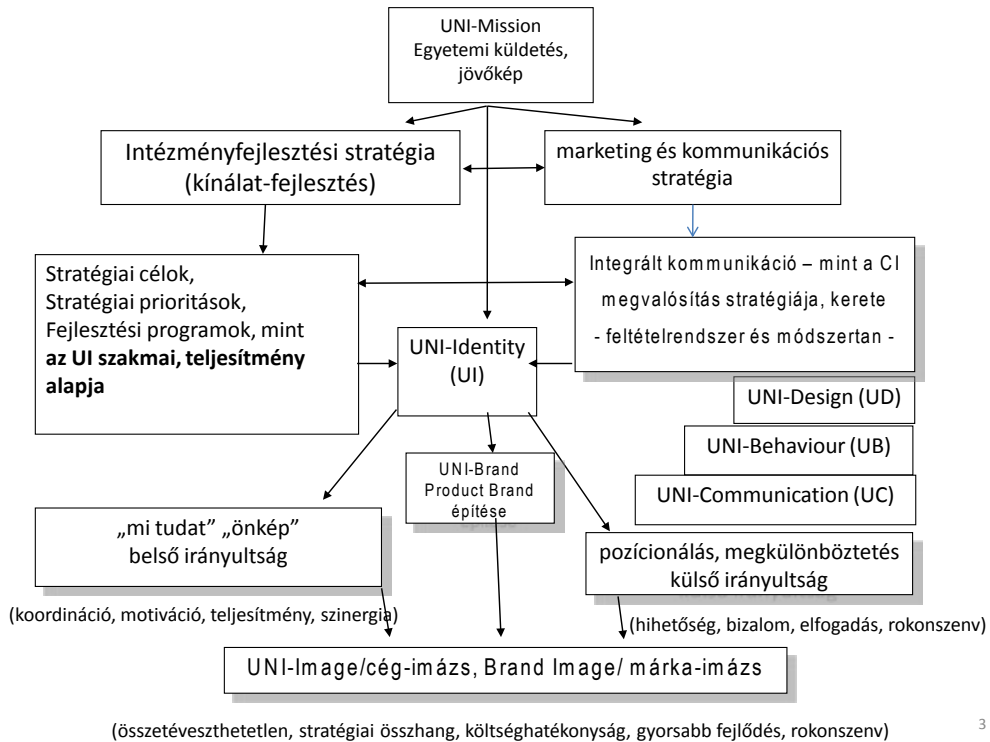 UNI-Mission
Egyetemi küldetés,
jövőkép
Intézményfejlesztési stratégia
(kínálat-fejlesztés)
marketing és kommunikációs
stratégia
Stratégiai célok,
Stratégiai prioritások,
Fejlesztési programok, mint
az UI szakmai, teljesítmény
alapja
Integrált kommunikáció – mint a CI
megvalósítás stratégiája, kerete
- feltételrendszer és módszertan -
UNI-Identity
(UI)
UNI-Design (UD)
UNI-Behaviour (UB)
UNI-Communication (UC)
UNI-Brand
Product Brand
építése
„mi tudat” „önkép”
belső irányultság
pozícionálás, megkülönböztetés
külső irányultság
(koordináció, motiváció, teljesítmény, szinergia)
(hihetőség, bizalom, elfogadás, rokonszenv)
UNI-Image/cég-imázs, Brand Image/ márka-imázs
(összetéveszthetetlen, stratégiai összhang, költséghatékonyság, gyorsabb fejlődés, rokonszenv)
3